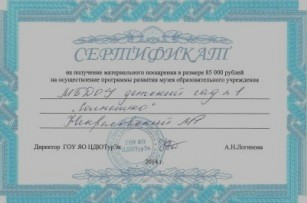 СЕРТИФИКАТ
на получение материального поощрения в размере 85 000 рублей
на осуществление программы развития музея образовательного учреждения
МБДОУ детский сад № 1
"Солнышко"
Некрасовский МР
Директор ГОУ ЯО ЦДЮТурЭк А.Н.Логинова
2014 г.